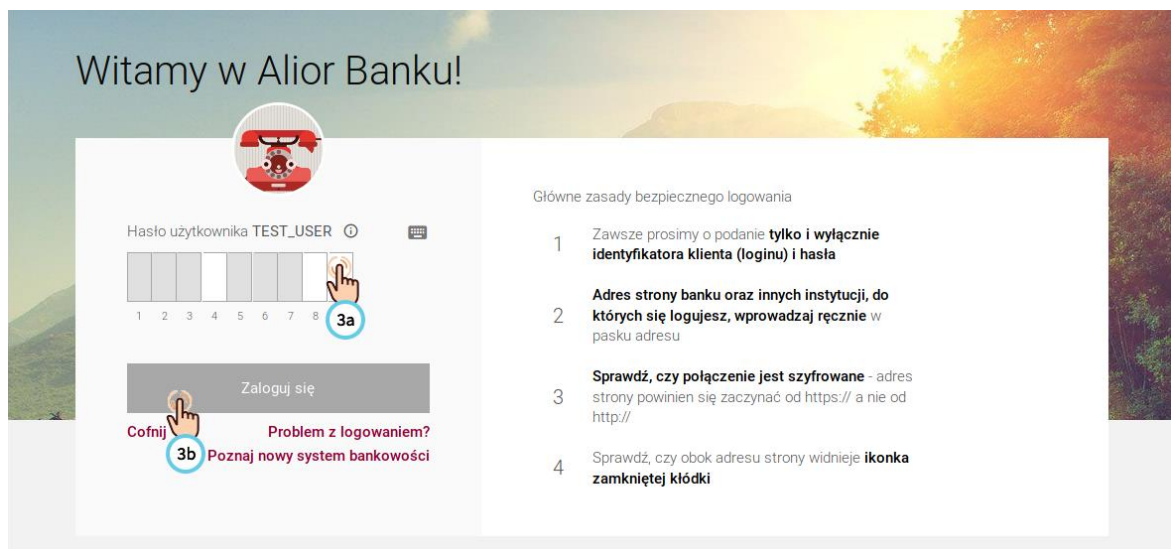 Witamy w Alior Banku!
Hasło użytkownika TEST_USER
1 2 3 4 5 6 7 8
3a
Zaloguj się
Cofnij
Problem z logowaniem?
3b
Poznaj nowy system bankowości
Główne zasady bezpiecznego logowania
1
Zawsze prosimy o podanie tylko i wyłącznie
identyfikatora klienta (loginu) i hasła
2
Adres strony banku oraz innych instytucji, do
których się logujesz, wprowadzaj ręcznie w
pasku adresu
3
Sprawdź, czy połączenie jest szyfrowane - adres
strony powinien się zaczynać od https:// a nie od
http://
4
Sprawdź, czy obok adresu strony widnieje ikonka
zamkniętej kłódki